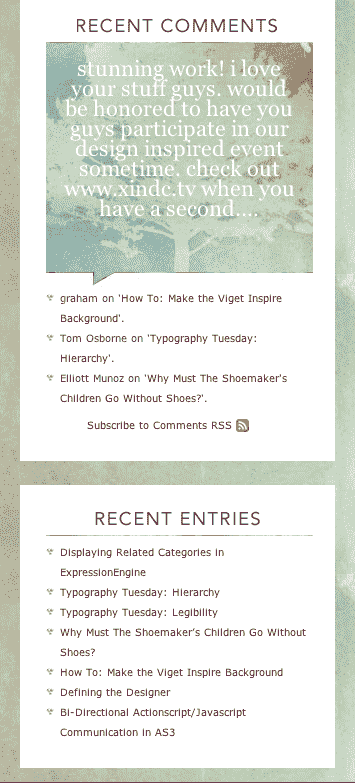 RECENT COMMENTS
stunning work! i love
your stuff guys. would
be honored to have you
guys participate in our
design inspired event
sometime. check out
www.xindc.tv when you
have a second....
graham on 'How To: Make the Viget Inspire
Background'.
Tom Osborne on 'Typography Tuesday:
Hierarchy'.
Elliott Munoz on 'Why Must The Shoemaker's
Children Go Without Shoes?'.
Subscribe to Comments RSS
RECENT ENTRIES
Displaying Related Categories in
ExpressionEngine
Typography Tuesday: Hierarchy
Typography Tuesday: Legibility
Why Must The Shoemaker's Children Go Without
Shoes?
How To: Make the Viget Inspire Background
Defining the Designer
Bi-Directional Actionscript/Javascript
Communication in AS3